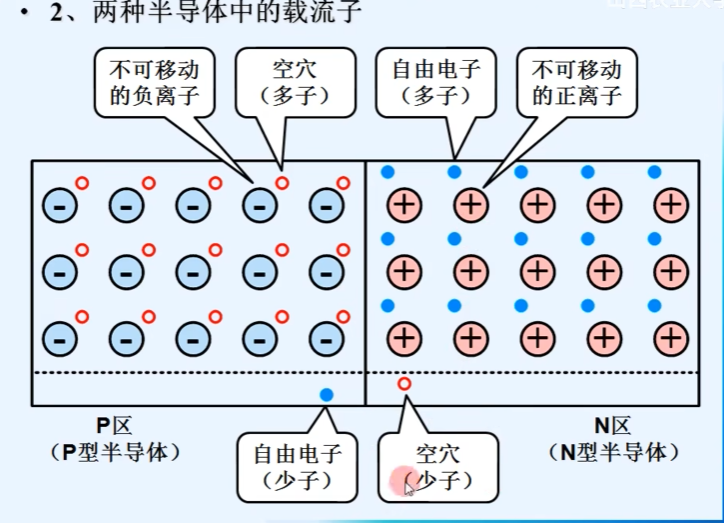 • 2、两种半导体中的载流子
不可移动
的负离子
空穴
（多子）
自由电子
（多子）
不可移动
的正离子
P区
（P型半导体）
自由电子
（少子）
空穴
（少子）
N区
（N型半导体）